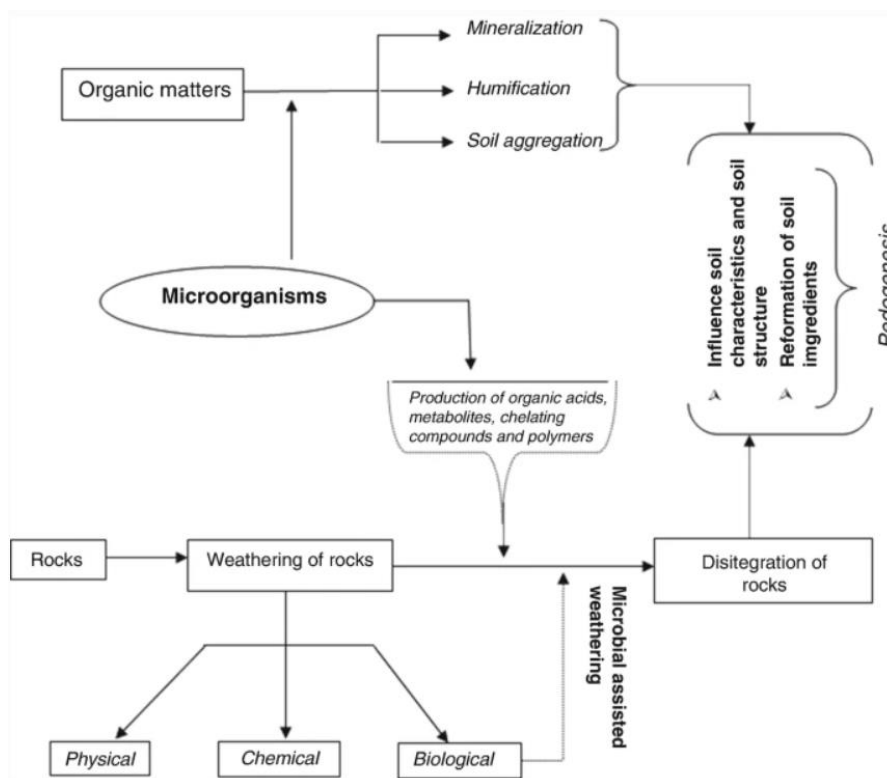 Mineralization
Organic matters
Humification
Soil aggregation
Influence soil
characteristics and soil
structure
Reformation of soil
imgredients
Pedogenesis
Microorganisms
Production of organic acids,
metabolites, chelating
compounds and polymers
Rocks
Weathering of rocks
Disitegration of
rocks
Microbial assisted
weathering
Physical
Chemical
Biological